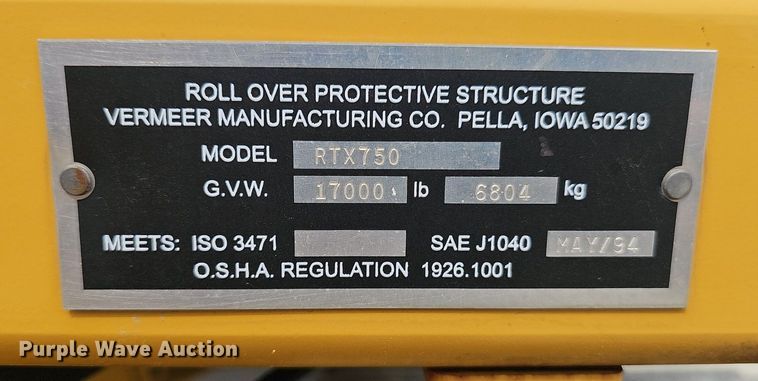 ROLL OVER PROTECTIVE STRUCTURE
VERMEER MANUFACTURING CO. PELLA, IOWA 50219
MODEL RTX750
G.V.W. 17000 lb 6804 kg
MEETS: ISO 3471 SAE J1040 MAY/94
O.S.H.A. REGULATION 1926.1001
Purple Wave Auction